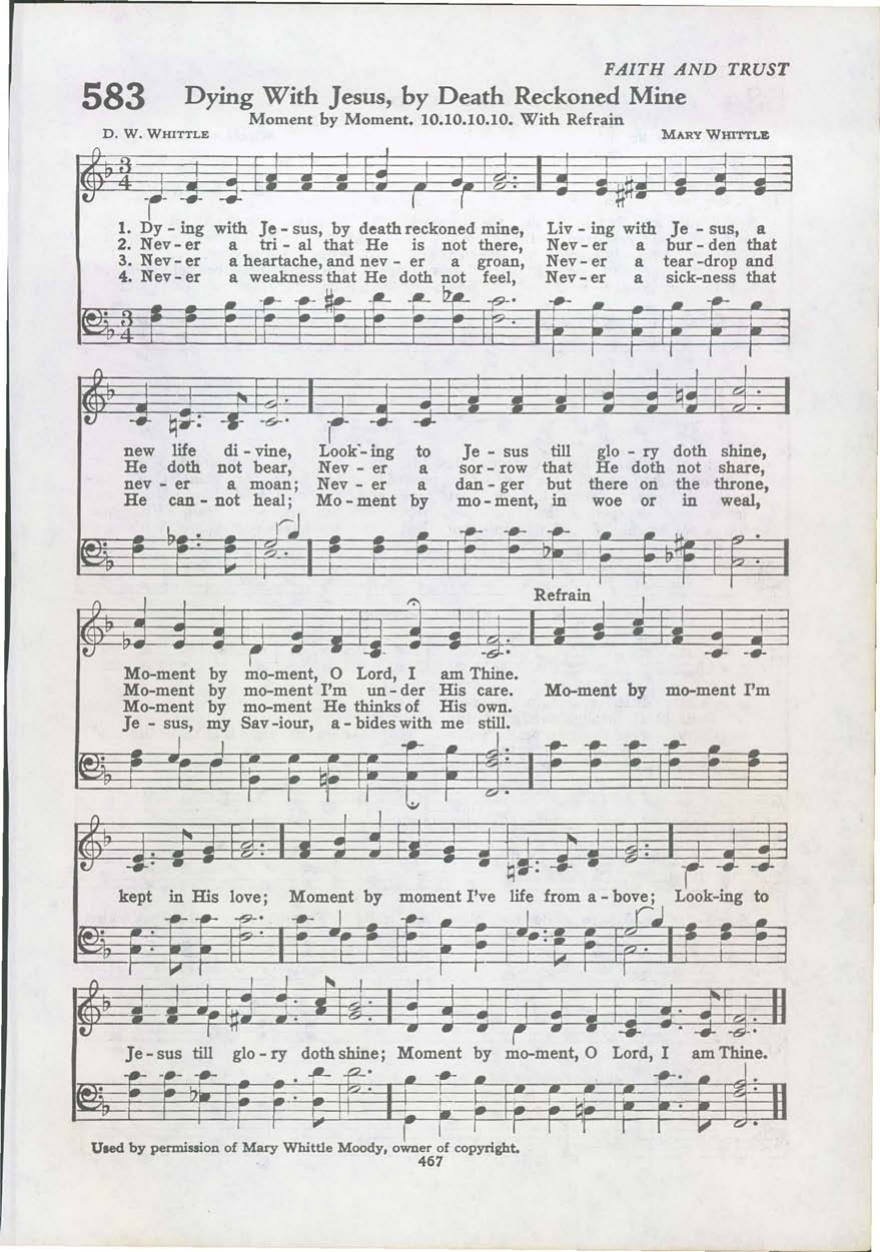 FAITH AND TRUST
583 Dying With Jesus, by Death Reckoned Mine
Moment by Moment. 10.10.10.10. With Refrain
D. W. WHITTLE MARY WHITTLE
3
4
1. Dy - ing with Je - sus, by death reckoned mine, Liv - ing with Je - sus, a
2. Nev - er a tri - al that He is not there, Nev - er a bur - den that
3. Nev - er a heartache, and nev - er a groan, Nev - er a tear - drop and
4. Nev - er a weakness that He doth not feel, Nev - er a sick - ness that
3
4
new life di - vine, Look - ing to Je - sus till glo - ry doth shine,
He doth not bear, Nev - er a sor - row that He doth not share,
nev - er a moan; Nev - er a dan - ger but there on the throne,
He can - not heal; Mo - ment by mo - ment, in woe or in weal,
Refrain
Mo-ment by mo-ment, O Lord, I am Thine.
Mo-ment by mo-ment I'm un - der His care. Mo-ment by mo-ment I'm
Mo-ment by mo-ment He thinks of His own.
Je - sus, my Sav - iour, a - bides with me still.
kept in His love; Moment by moment I've life from a - bove; Look-ing to
Je - sus till glo - ry doth shine; Moment by mo-ment, O Lord, I am Thine.
Used by permission of Mary Whittle Moody, owner of copyright.
467